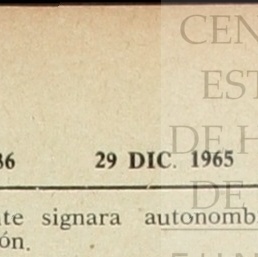 CEN
EST
DE H
36 29 DIC. 1965
DE
te signara autonomb
ón.